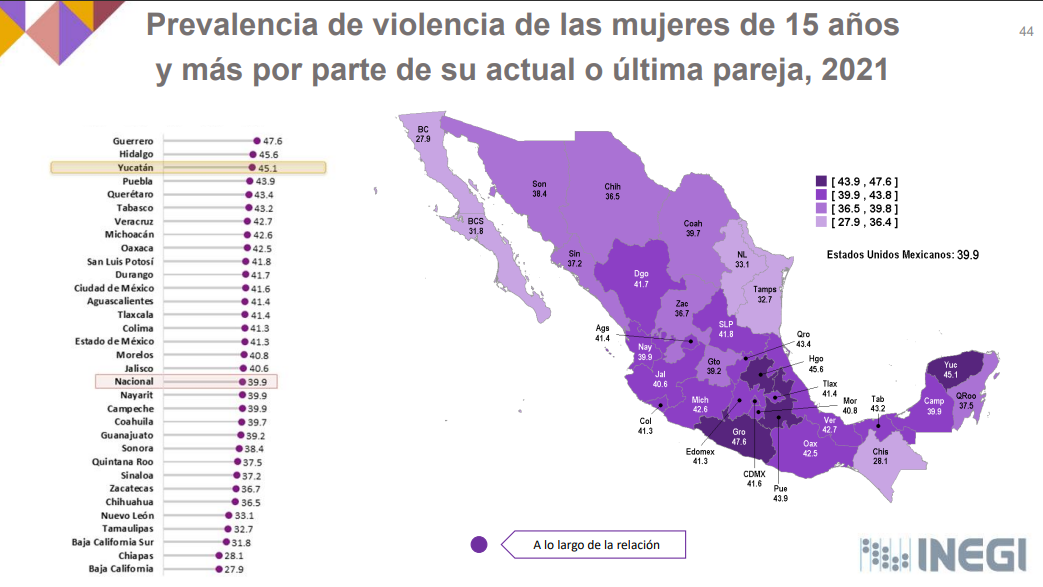 Prevalencia de violencia de las mujeres de 15 años
y más por parte de su actual o última pareja, 2021
44
Guerrero 47.6
Hidalgo 45.6
Yucatán 45.1
Puebla 43.9
Querétaro 43.4
Tabasco 43.2
Veracruz 42.7
Michoacán 42.6
Oaxaca 42.5
San Luis Potosí 41.8
Durango 41.7
Ciudad de México 41.6
Aguascalientes 41.4
Tlaxcala 41.4
Colima 41.3
Estado de México 41.3
Morelos 40.8
Jalisco 40.6
Nacional 39.9
Nayarit 39.9
Campeche 39.9
Coahuila 39.7
Guanajuato 39.2
Sonora 38.4
Quintana Roo 37.5
Sinaloa 37.2
Zacatecas 36.7
Chihuahua 36.5
Nuevo León 33.1
Tamaulipas 32.7
Baja California Sur 31.8
Chiapas 28.1
Baja California 27.9
BC
27.9
BCS
31.8
Son
38.4
Chih
36.5
Coah
39.7
NL
33.1
Tamps
32.7
Sin
37.2
Dgo
41.7
Zac
36.7
SLP
41.8
Ags
41.4
Nay
39.9
Gto
39.2
Qro
43.4
Hgo
45.6
Jal
40.6
Tlax
41.4
Mich
42.6
Mor
40.8
Col
41.3
Gro
47.6
Edomex
41.3
CDMX
41.6
Pue
43.9
Ver
42.7
Oax
42.5
Tab
43.2
Chis
28.1
Camp
39.9
Yuc
45.1
QRoo
37.5
[ 43.9 , 47.6 ]
[ 39.9 , 43.8 ]
[ 36.5 , 39.8 ]
[ 27.9 , 36.4 ]
Estados Unidos Mexicanos: 39.9
A lo largo de la relación
INEGI